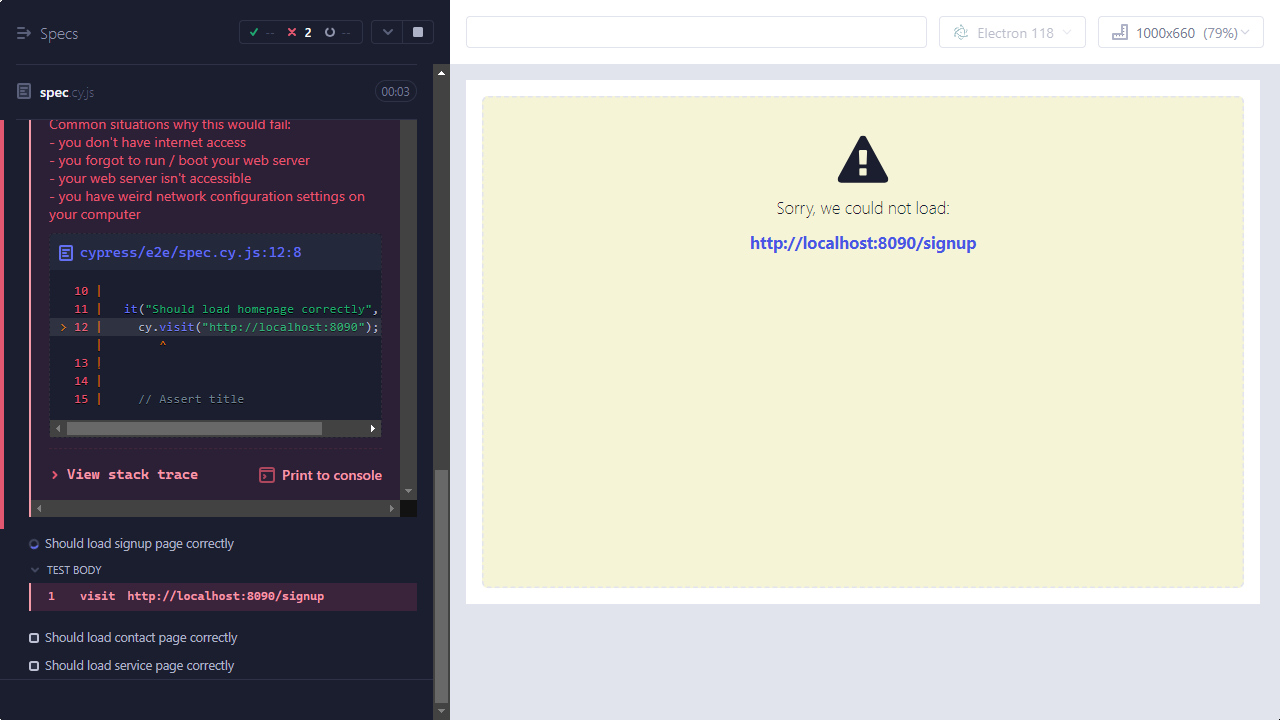 Specs
--
2
--
spec.cy.js
00:03
Common situations why this would fail:
- you don't have internet access
- you forgot to run / boot your web server
- your web server isn't accessible
- you have weird network configuration settings on
your computer
cypress/e2e/spec.cy.js:12:8
10 |
11 | it("Should load homepage correctly",
> 12 | cy.visit("http://localhost:8090");
| ^
13 |
14 |
15 | // Assert title
> View stack trace
Print to console
Should load signup page correctly
TEST BODY
1 visit http://localhost:8090/signup
Should load contact page correctly
Should load service page correctly
Electron 118
1000x660 (79%)
Sorry, we could not load:
http://localhost:8090/signup